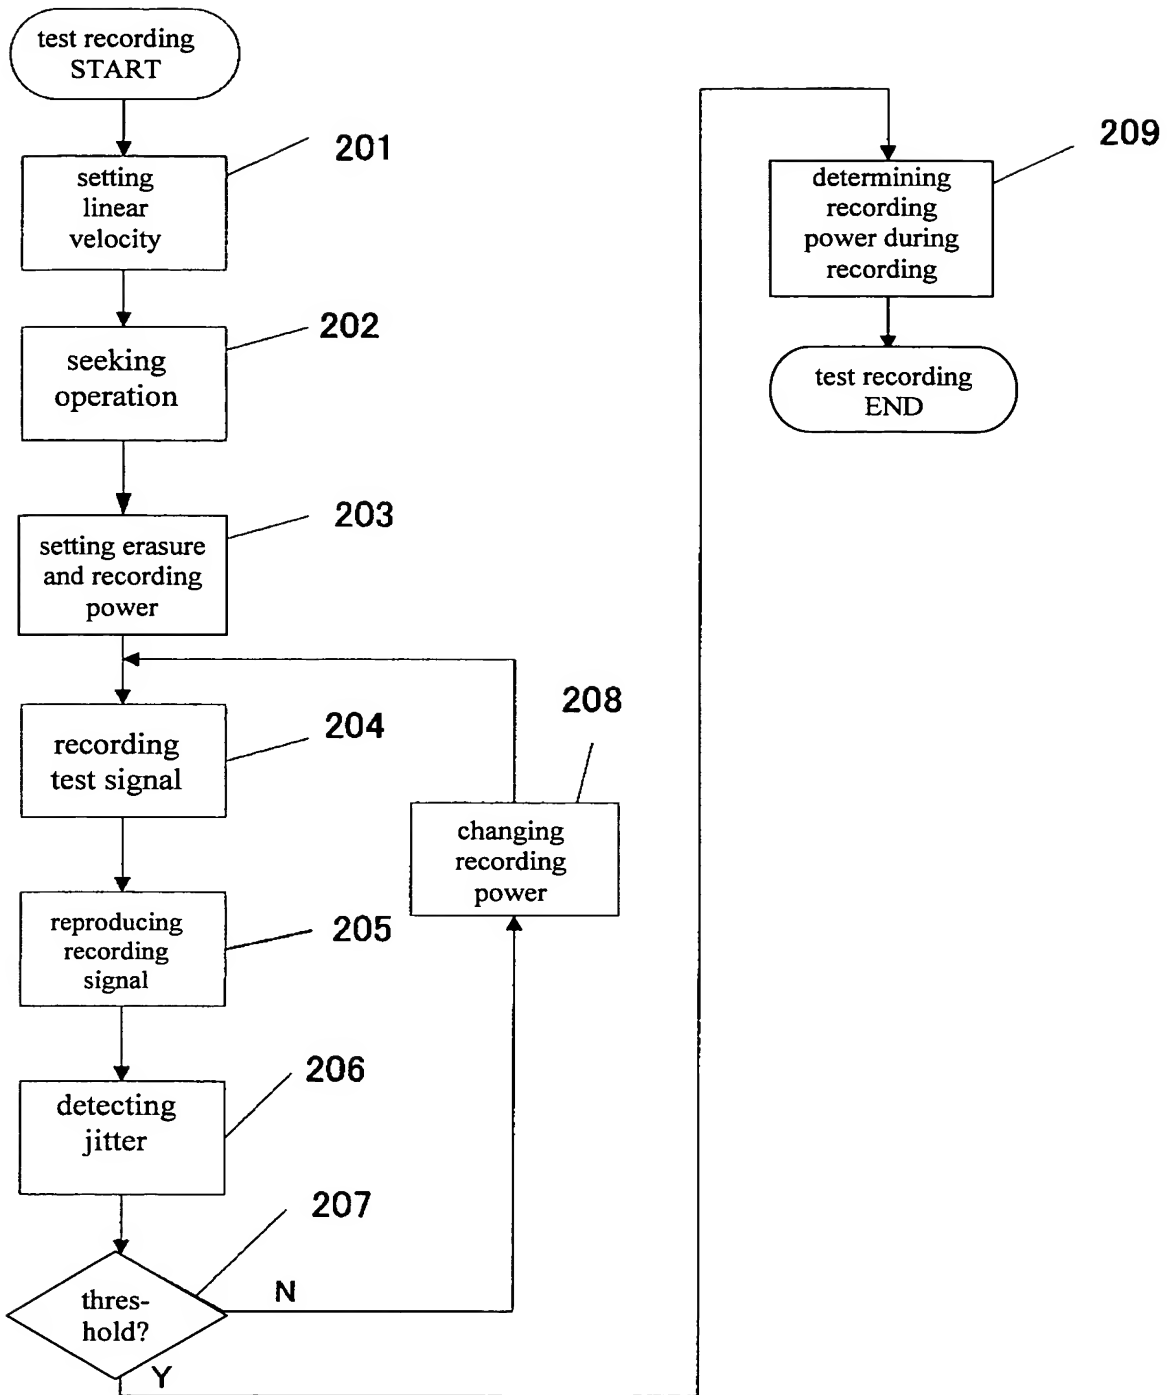 test recording
START
201
setting
linear
velocity
202
seeking
operation
203
setting erasure
and recording
power
204
recording
test signal
205
reproducing
recording
signal
206
detecting
jitter
207
thres-
hold?
N
Y
208
changing
recording
power
209
determining
recording
power during
recording
test recording
END